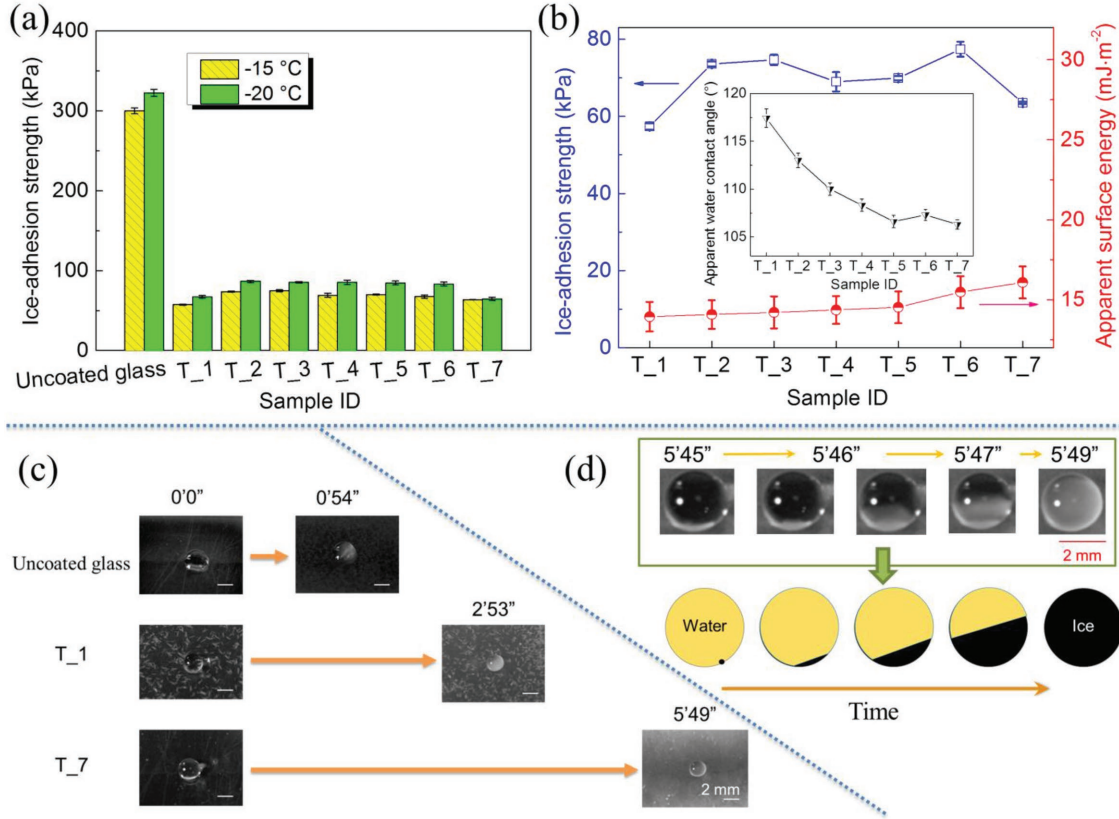 (a)
400
300
200
100
0
Ice-adhesion strength (kPa)
-15 °C
-20 °C
Uncoated glass T_1 T_2 T_3 T_4 T_5 T_6 T_7
Sample ID
(b)
80
60
40
20
0
Ice-adhesion strength (kPa)
120
115
110
105
Apparent water contact angle (°)
T_1 T_2 T_3 T_4 T_5 T_6 T_7
Sample ID
30
25
20
15
Apparent surface energy (mJ·m⁻²)
T_1 T_2 T_3 T_4 T_5 T_6 T_7
Sample ID
(c)
0’0” 0’54”
Uncoated glass
2’53”
T_1
5’49”
T_7
2 mm
(d)
5’45” 5’46” 5’47” 5’49”
2 mm
Water Ice
Time